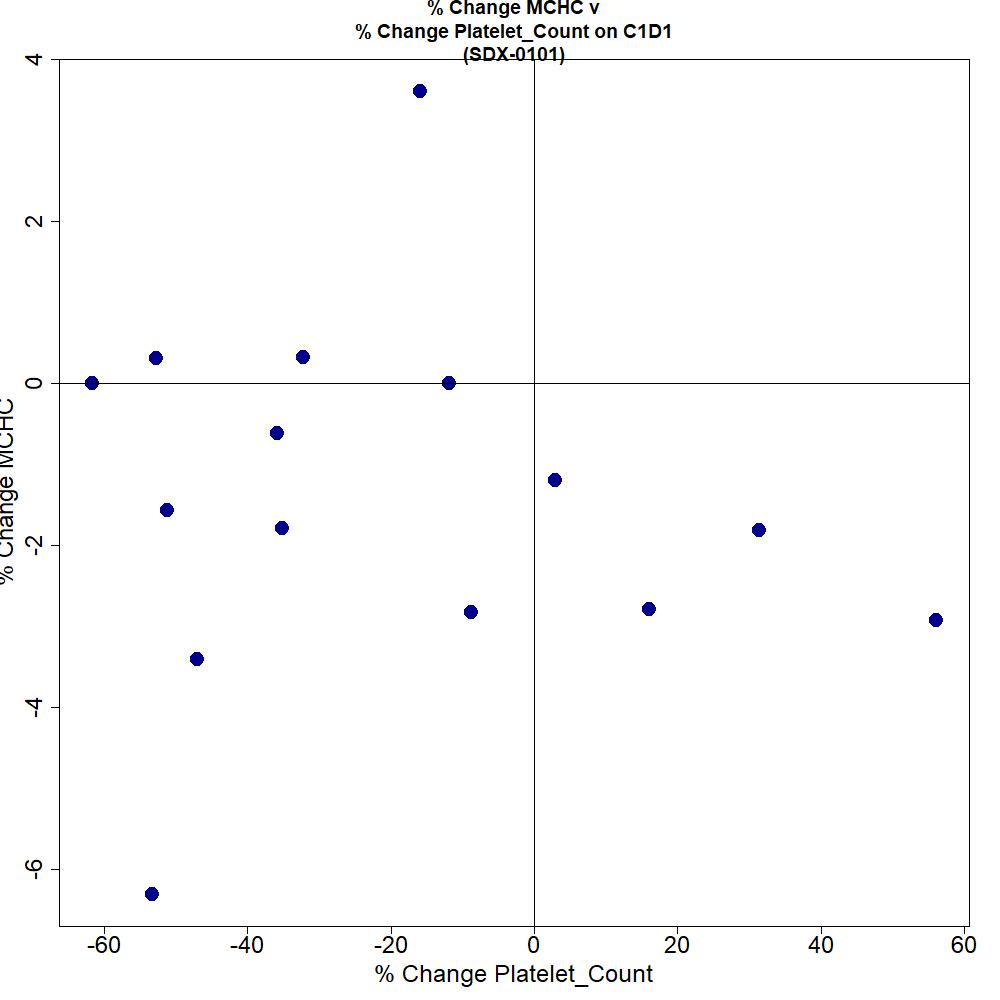 % Change MCHC v
% Change Platelet_Count on C1D1
(SDX-0101)
4
2
0
-2
-4
-6
% Change MCHC
-60 -40 -20 0 20 40 60
% Change Platelet_Count